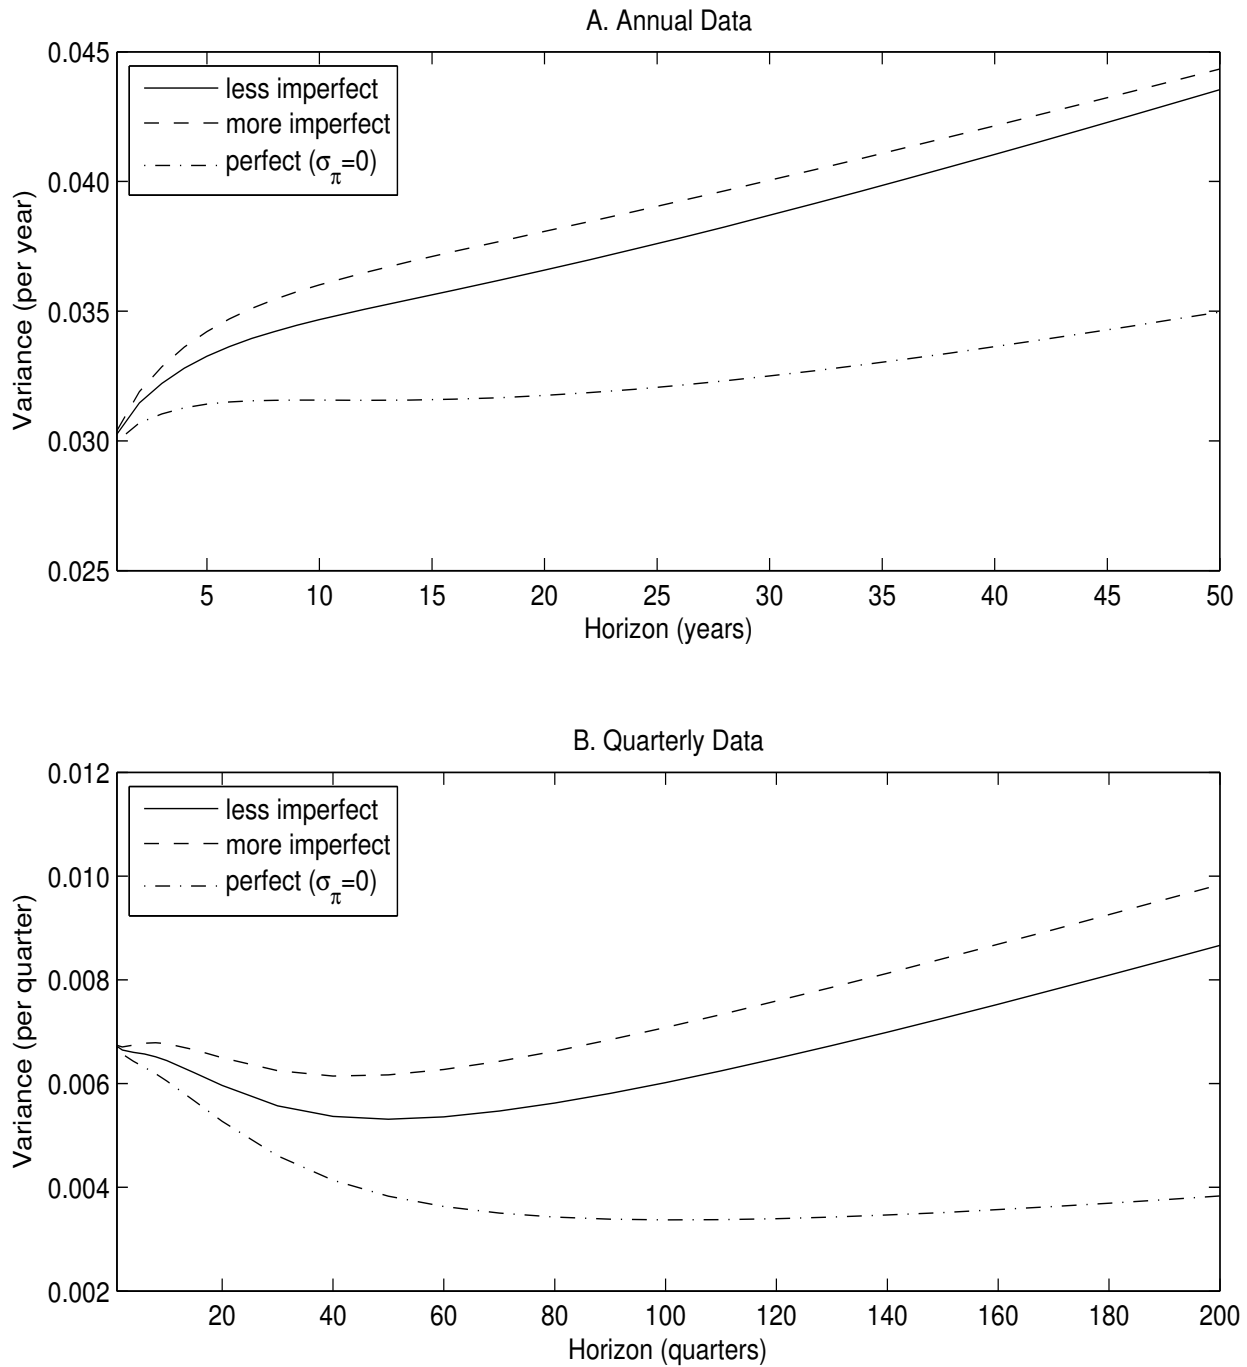 A. Annual Data
0.045
0.040
0.035
0.030
0.025
Variance (per year)
less imperfect
more imperfect
perfect (σ_π=0)
5 10 15 20 25 30 35 40 45 50
Horizon (years)
B. Quarterly Data
0.012
0.010
0.008
0.006
0.004
0.002
Variance (per quarter)
less imperfect
more imperfect
perfect (σ_π=0)
20 40 60 80 100 120 140 160 180 200
Horizon (quarters)